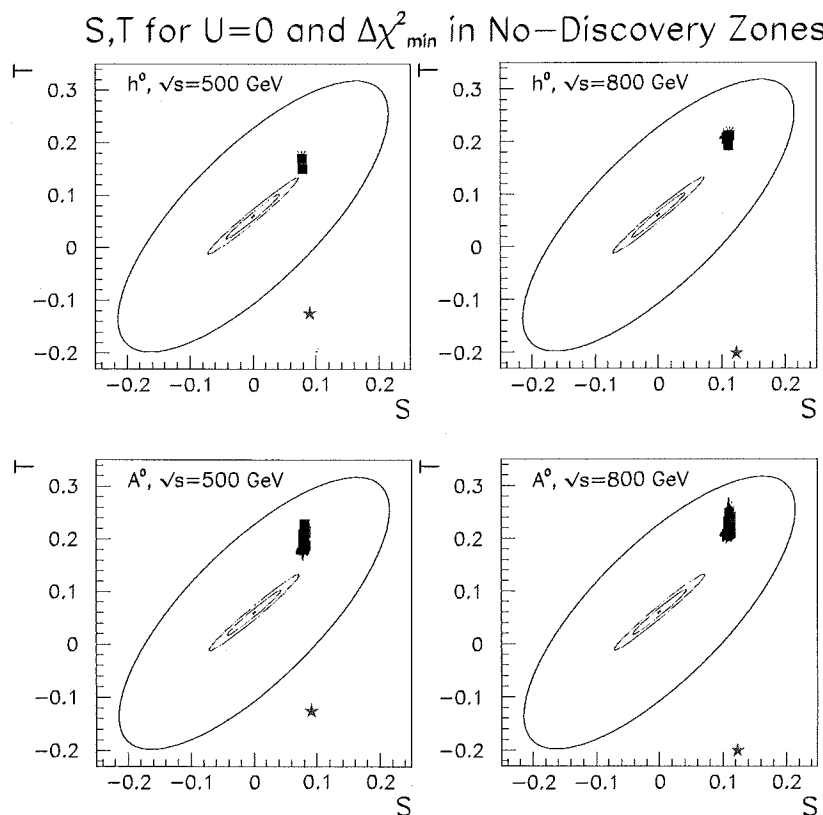 S,T for U=0 and Δχ²min in No-Discovery Zones
T
h⁰, √s=500 GeV
0.3
0.2
0.1
0
-0.1
-0.2
-0.2 -0.1 0 0.1 0.2
S
T
h⁰, √s=800 GeV
0.3
0.2
0.1
0
-0.1
-0.2
-0.2 -0.1 0 0.1 0.2
S
T
A⁰, √s=500 GeV
0.3
0.2
0.1
0
-0.1
-0.2
-0.2 -0.1 0 0.1 0.2
S
T
A⁰, √s=800 GeV
0.3
0.2
0.1
0
-0.1
-0.2
-0.2 -0.1 0 0.1 0.2
S